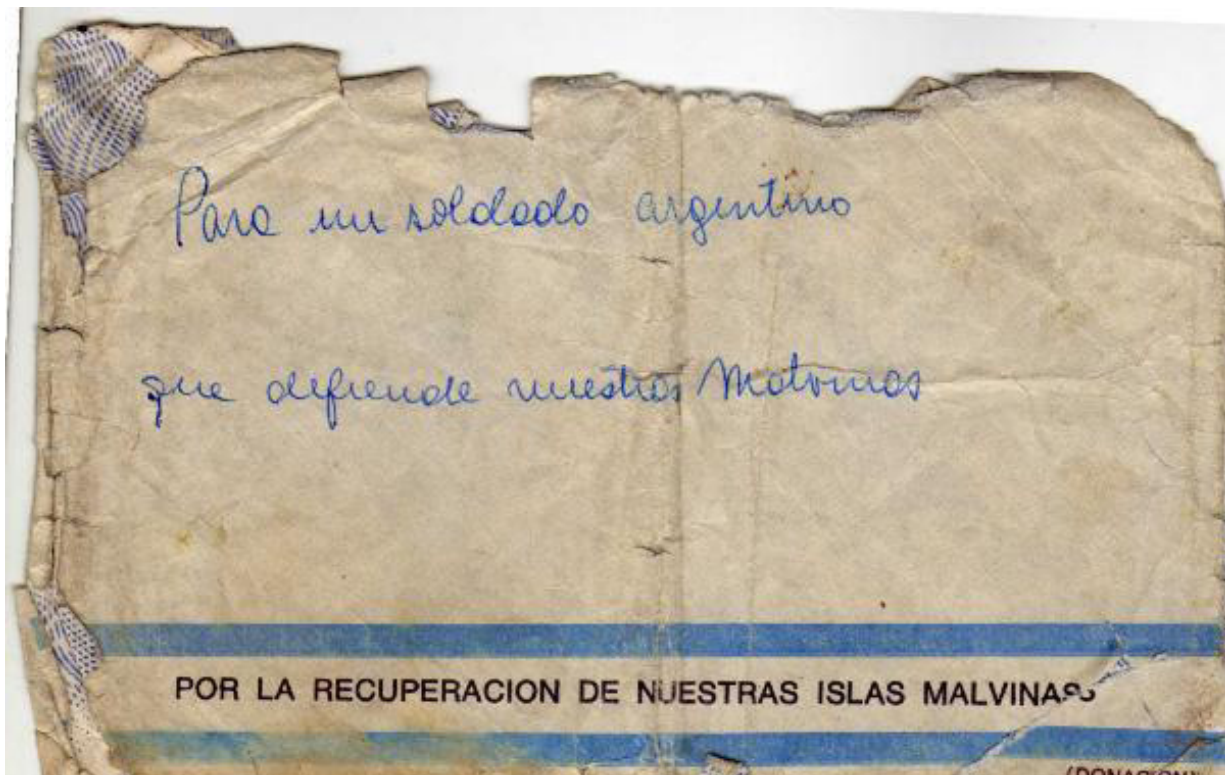 Para un soldado argentino
que defiende nuestras Malvinas
POR LA RECUPERACION DE NUESTRAS ISLAS MALVINAS